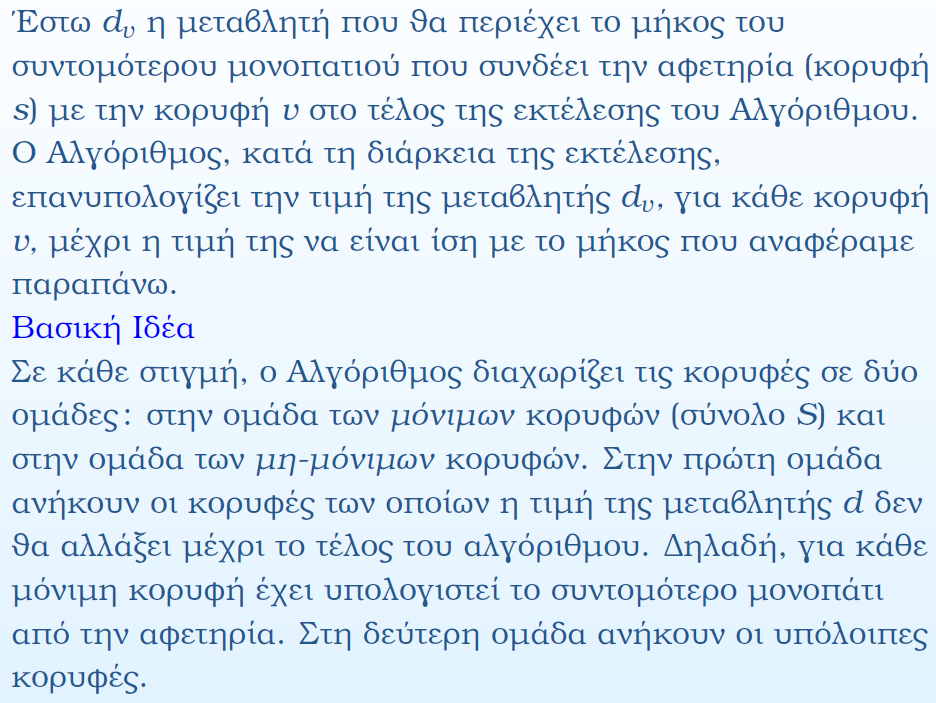 Έστω dυ η μεταβλητή που θα περιέχει το μήκος του
συντομότερου μονοπατιού που συνδέει την αφετηρία (κορυφή
s) με την κορυφή υ στο τέλος της εκτέλεσης του Αλγόριθμου.
Ο Αλγόριθμος, κατά τη διάρκεια της εκτέλεσης,
επανυπολογίζει την τιμή της μεταβλητής dυ, για κάθε κορυφή
υ, μέχρι η τιμή της να είναι ίση με το μήκος που αναφέραμε
παραπάνω.
Βασική Ιδέα
Σε κάθε στιγμή, ο Αλγόριθμος διαχωρίζει τις κορυφές σε δύο
ομάδες: στην ομάδα των μόνιμων κορυφών (σύνολο S) και
στην ομάδα των μη-μόνιμων κορυφών. Στην πρώτη ομάδα
ανήκουν οι κορυφές των οποίων η τιμή της μεταβλητής d δεν
θα αλλάξει μέχρι το τέλος του αλγόριθμου. Δηλαδή, για κάθε
μόνιμη κορυφή έχει υπολογιστεί το συντομότερο μονοπάτι
από την αφετηρία. Στη δεύτερη ομάδα ανήκουν οι υπόλοιπες
κορυφές.